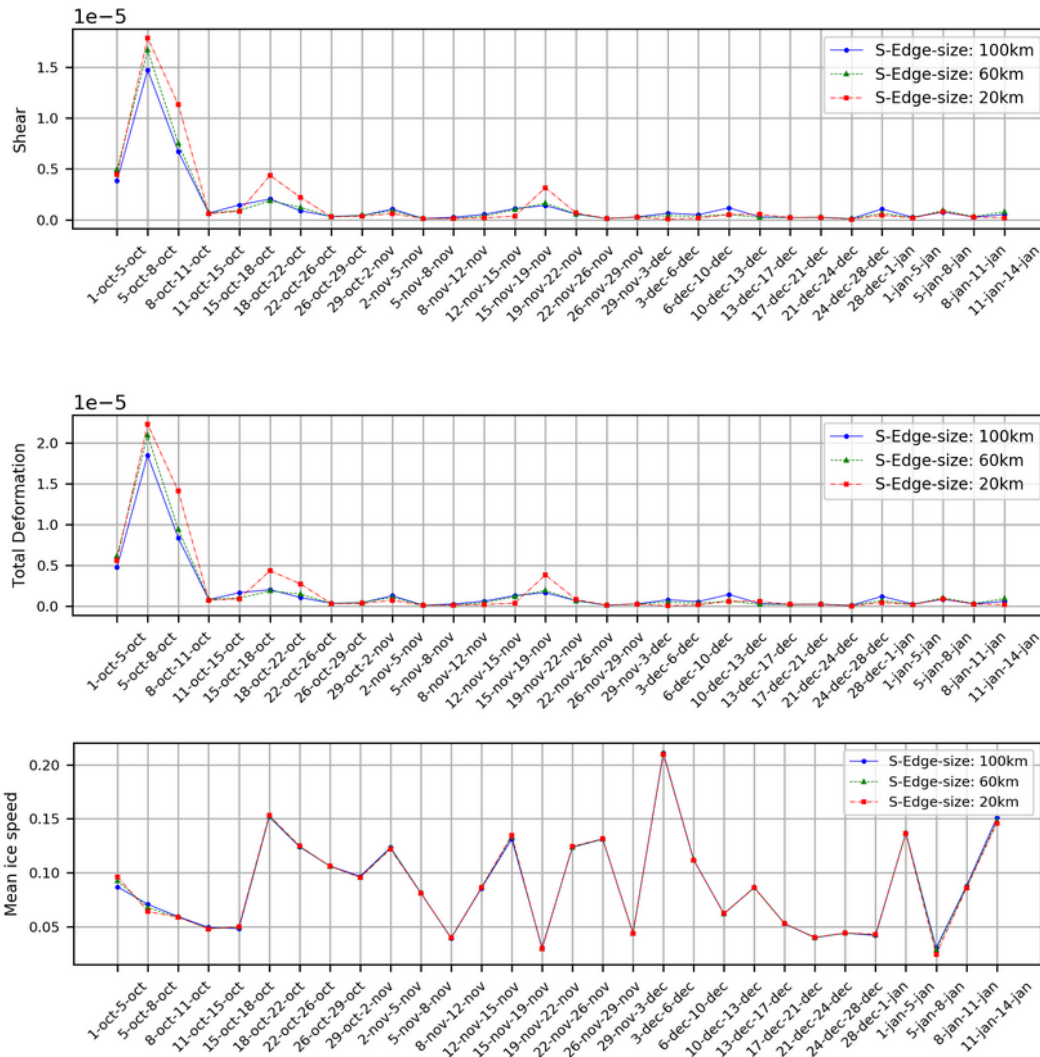 1e−5
Shear
1.5
1.0
0.5
0.0
S-Edge-size: 100km
S-Edge-size: 60km
S-Edge-size: 20km
1-oct-5-oct
5-oct-8-oct
8-oct-11-oct
11-oct-15-oct
15-oct-18-oct
18-oct-22-oct
22-oct-26-oct
26-oct-29-oct
29-oct-2-nov
2-nov-5-nov
5-nov-8-nov
8-nov-12-nov
12-nov-15-nov
15-nov-19-nov
19-nov-22-nov
22-nov-26-nov
26-nov-29-nov
29-nov-3-dec
3-dec-6-dec
6-dec-10-dec
10-dec-13-dec
13-dec-17-dec
17-dec-21-dec
21-dec-24-dec
24-dec-28-dec
28-dec-1-jan
1-jan-5-jan
5-jan-8-jan
8-jan-11-jan
11-jan-14-jan
1e−5
Total Deformation
2.0
1.5
1.0
0.5
0.0
S-Edge-size: 100km
S-Edge-size: 60km
S-Edge-size: 20km
1-oct-5-oct
5-oct-8-oct
8-oct-11-oct
11-oct-15-oct
15-oct-18-oct
18-oct-22-oct
22-oct-26-oct
26-oct-29-oct
29-oct-2-nov
2-nov-5-nov
5-nov-8-nov
8-nov-12-nov
12-nov-15-nov
15-nov-19-nov
19-nov-22-nov
22-nov-26-nov
26-nov-29-nov
29-nov-3-dec
3-dec-6-dec
6-dec-10-dec
10-dec-13-dec
13-dec-17-dec
17-dec-21-dec
21-dec-24-dec
24-dec-28-dec
28-dec-1-jan
1-jan-5-jan
5-jan-8-jan
8-jan-11-jan
11-jan-14-jan
Mean ice speed
0.20
0.15
0.10
0.05
S-Edge-size: 100km
S-Edge-size: 60km
S-Edge-size: 20km
1-oct-5-oct
5-oct-8-oct
8-oct-11-oct
11-oct-15-oct
15-oct-18-oct
18-oct-22-oct
22-oct-26-oct
26-oct-29-oct
29-oct-2-nov
2-nov-5-nov
5-nov-8-nov
8-nov-12-nov
12-nov-15-nov
15-nov-19-nov
19-nov-22-nov
22-nov-26-nov
26-nov-29-nov
29-nov-3-dec
3-dec-6-dec
6-dec-10-dec
10-dec-13-dec
13-dec-17-dec
17-dec-21-dec
21-dec-24-dec
24-dec-28-dec
28-dec-1-jan
1-jan-5-jan
5-jan-8-jan
8-jan-11-jan
11-jan-14-jan